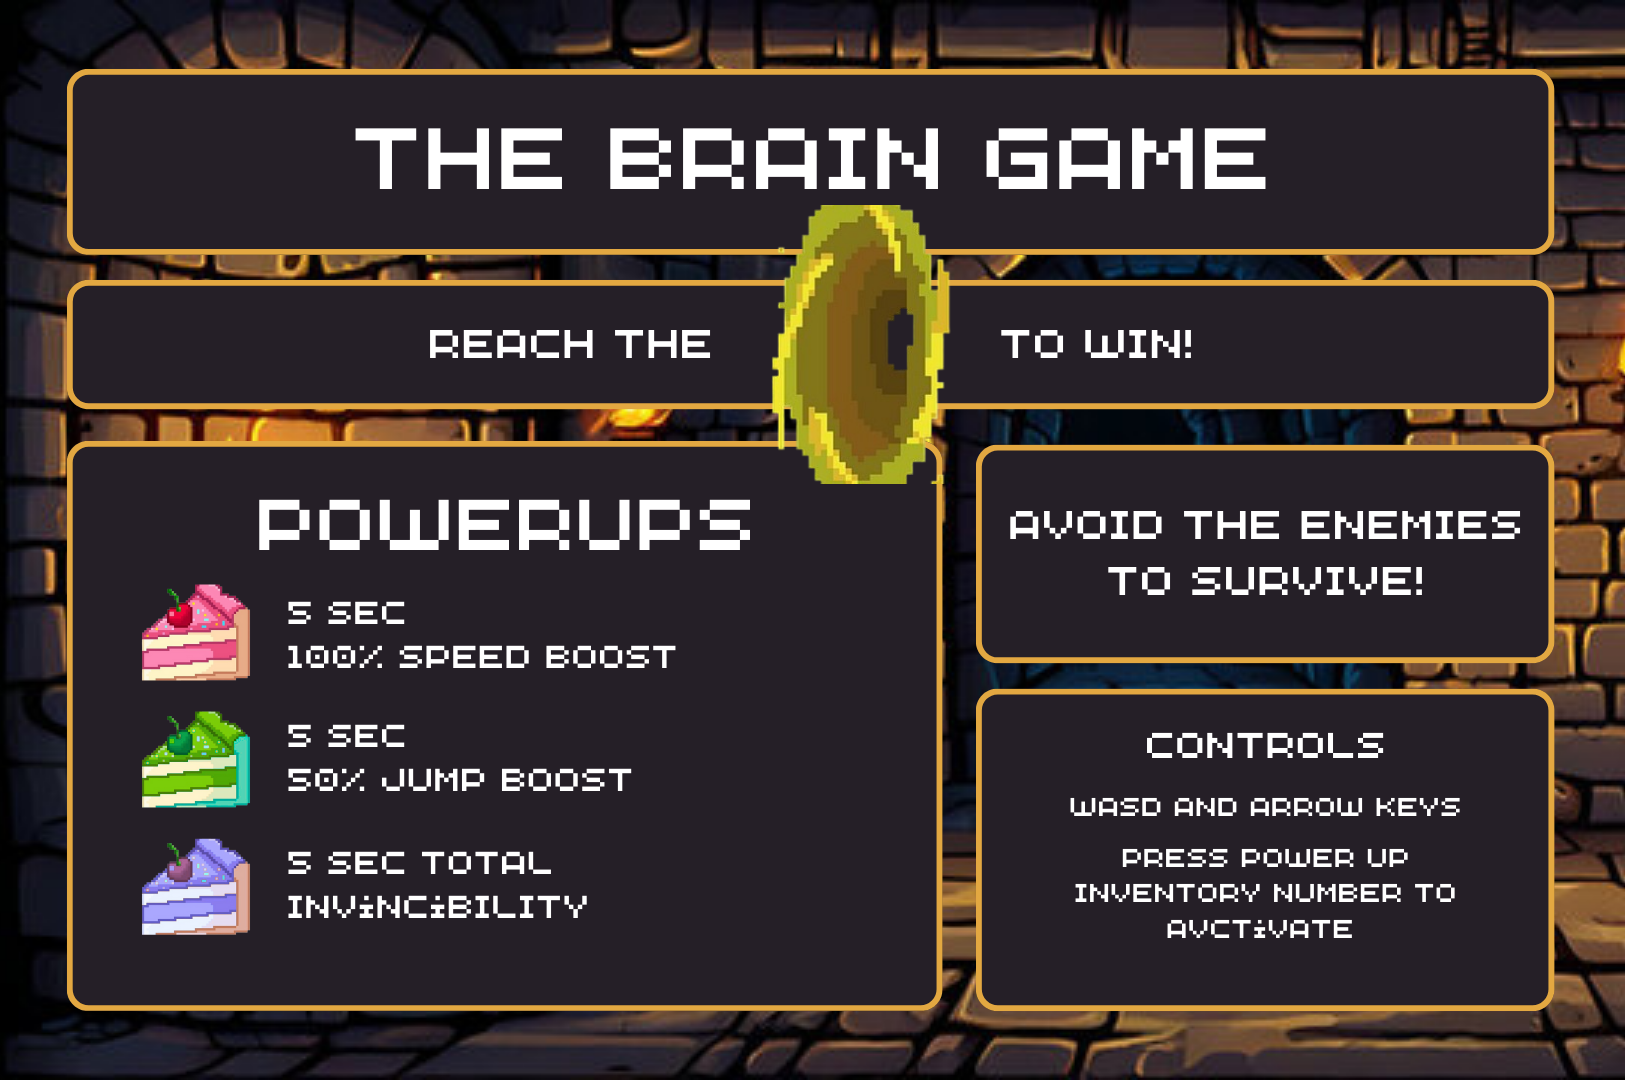 THE BRAIN GAME
REACH THE TO WIN!
POWERUPS
5 SEC
100% SPEED BOOST
5 SEC
50% JUMP BOOST
5 SEC TOTAL
INViNCiBILITY
AVOID THE ENEMIES
TO SURVIVE!
CONTROLS
WASD AND ARROW KEYS
PRESS POWER UP
INVENTORY NUMBER TO
AVCTiVATE